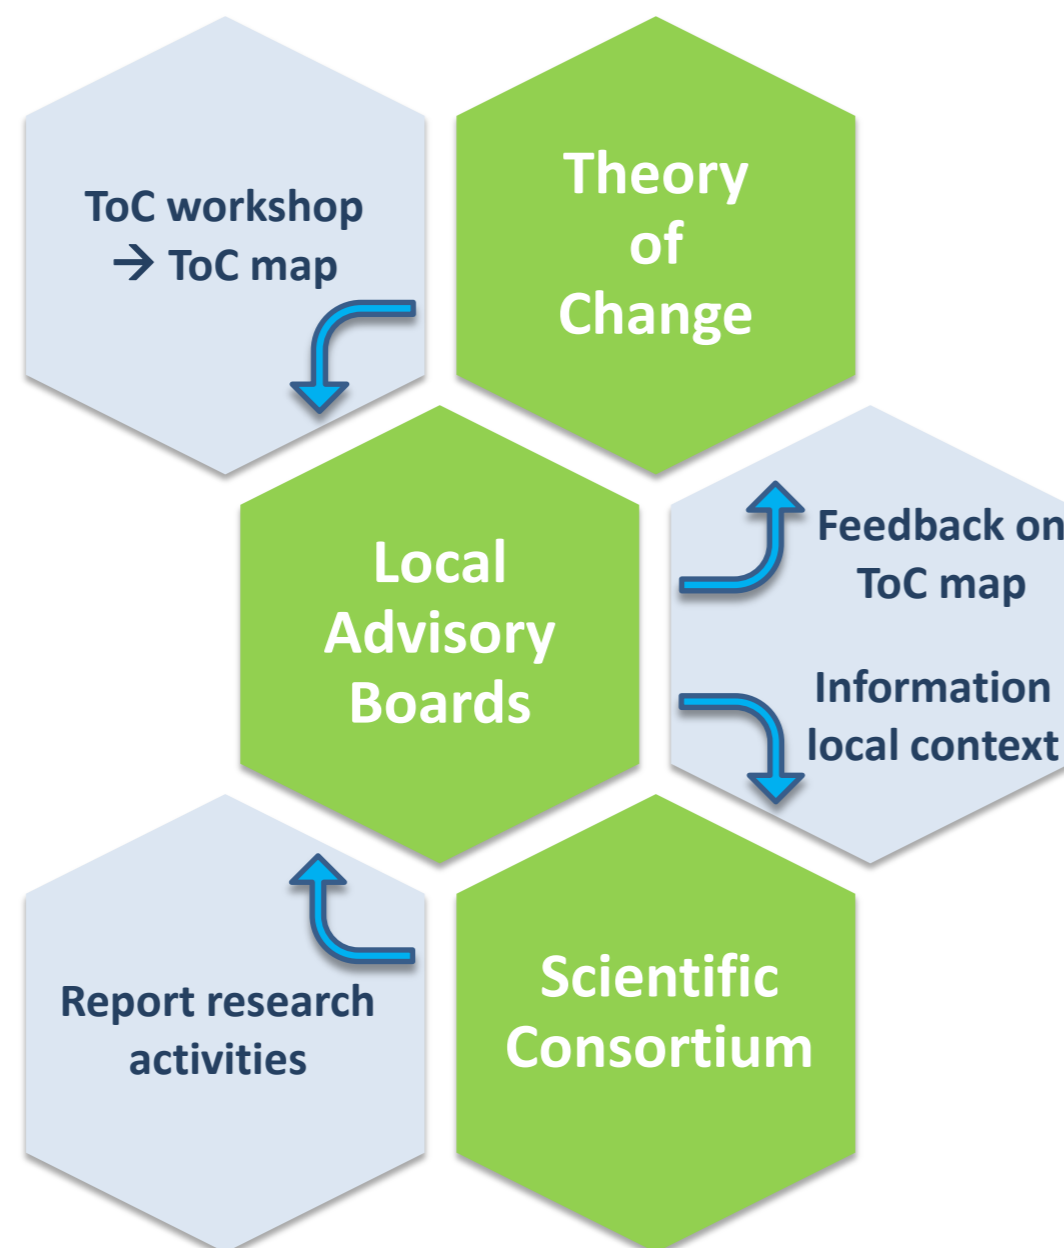 ToC workshop
→ ToC map
Theory
of
Change
Local
Advisory
Boards
Feedback on
ToC map
Information
local context
Report research
activities
Scientific
Consortium